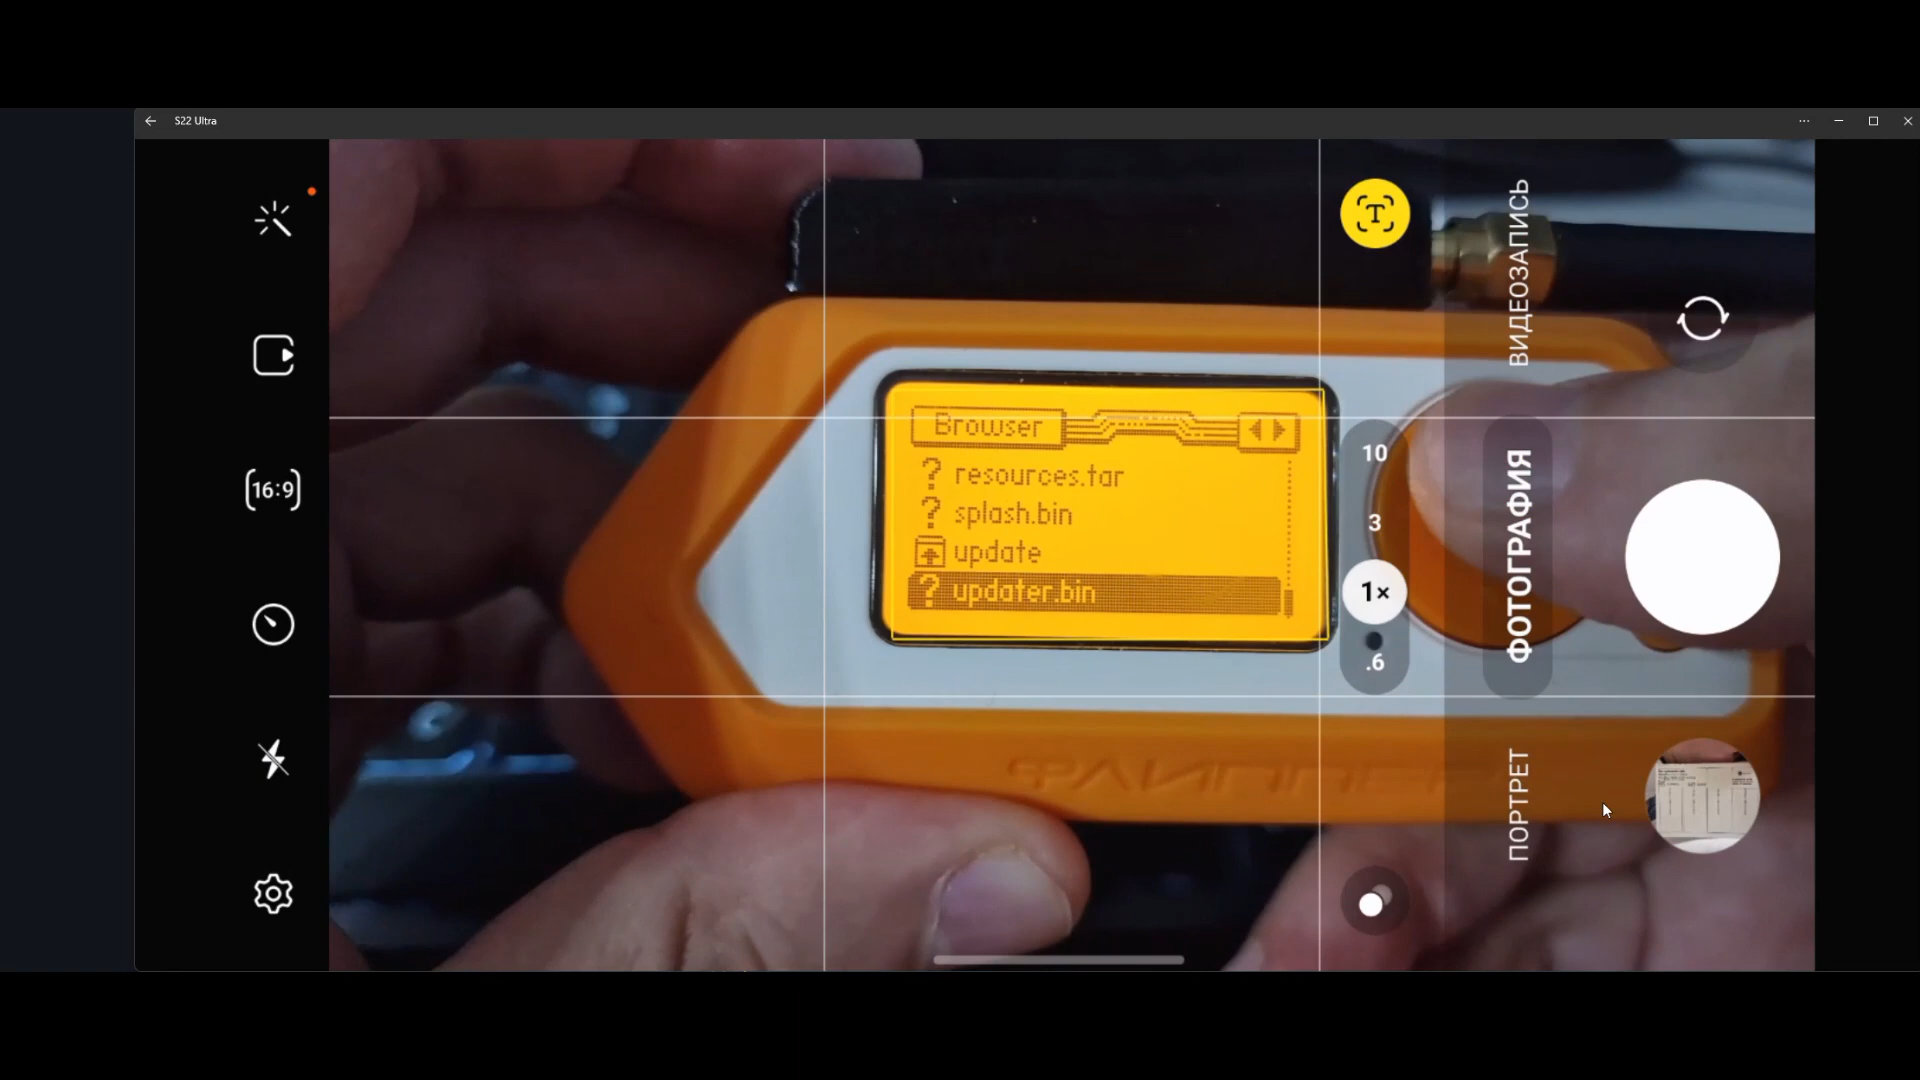 S22 Ultra
16:9
T
Browser
? resources.tar
? splash.bin
update
? updater.bin
10
3
1×
.6
ВИДЕОЗАПИСЬ
ФОТОГРАФИЯ
ПОРТРЕТ